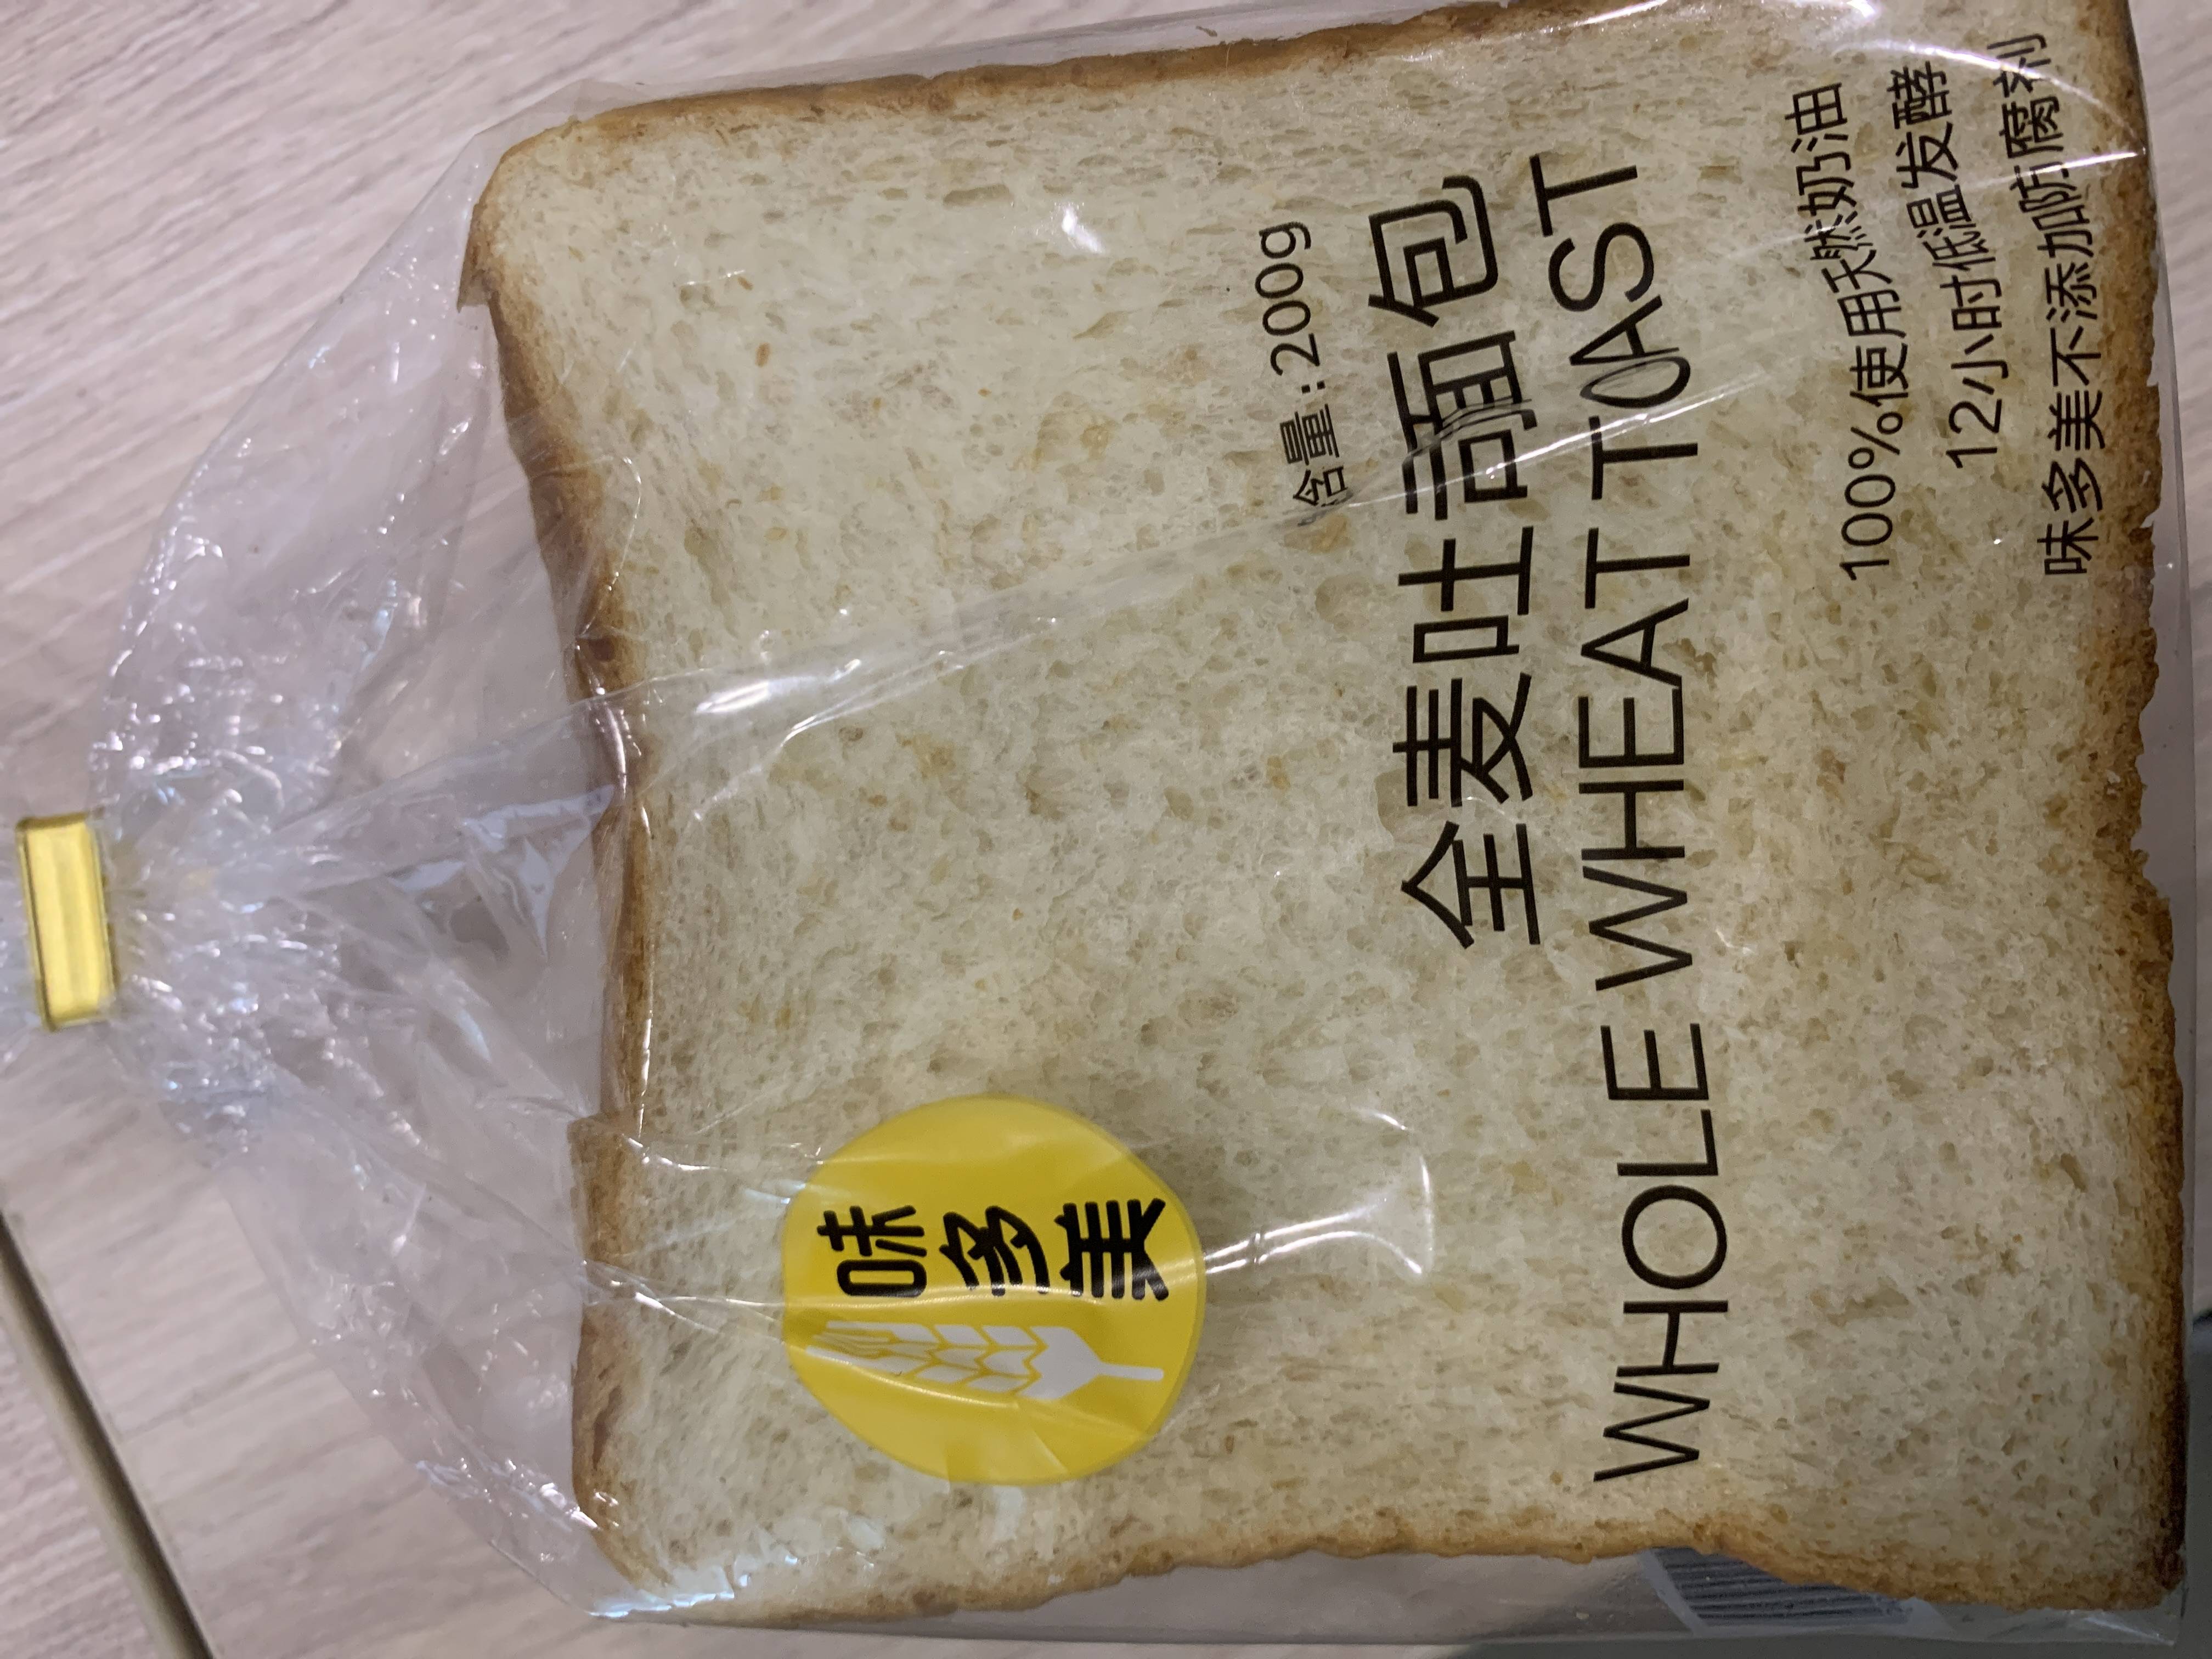 味多美
含量:200g
全麦吐司面包
WHOLE WHEAT TOAST
100%使用天然奶油
12小时低温发酵
味多美不添加防腐剂